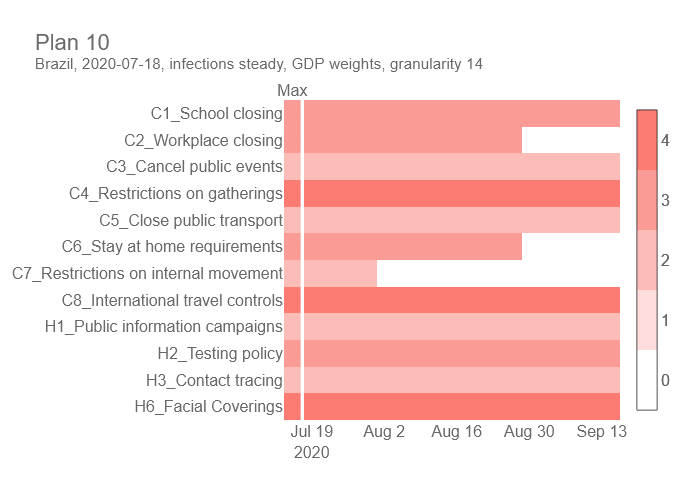 Plan 10
Brazil, 2020-07-18, infections steady, GDP weights, granularity 14
Max
C1_School closing
C2_Workplace closing
C3_Cancel public events
C4_Restrictions on gatherings
C5_Close public transport
C6_Stay at home requirements
C7_Restrictions on internal movement
C8_International travel controls
H1_Public information campaigns
H2_Testing policy
H3_Contact tracing
H6_Facial Coverings
Jul 19 Aug 2 Aug 16 Aug 30 Sep 13
2020
4
3
2
1
0